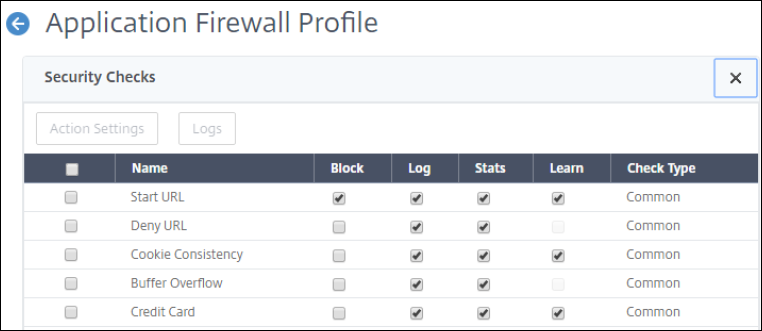 Application Firewall Profile
Security Checks
Action Settings Logs
Name Block Log Stats Learn Check Type
Start URL Common
Deny URL Common
Cookie Consistency Common
Buffer Overflow Common
Credit Card Common